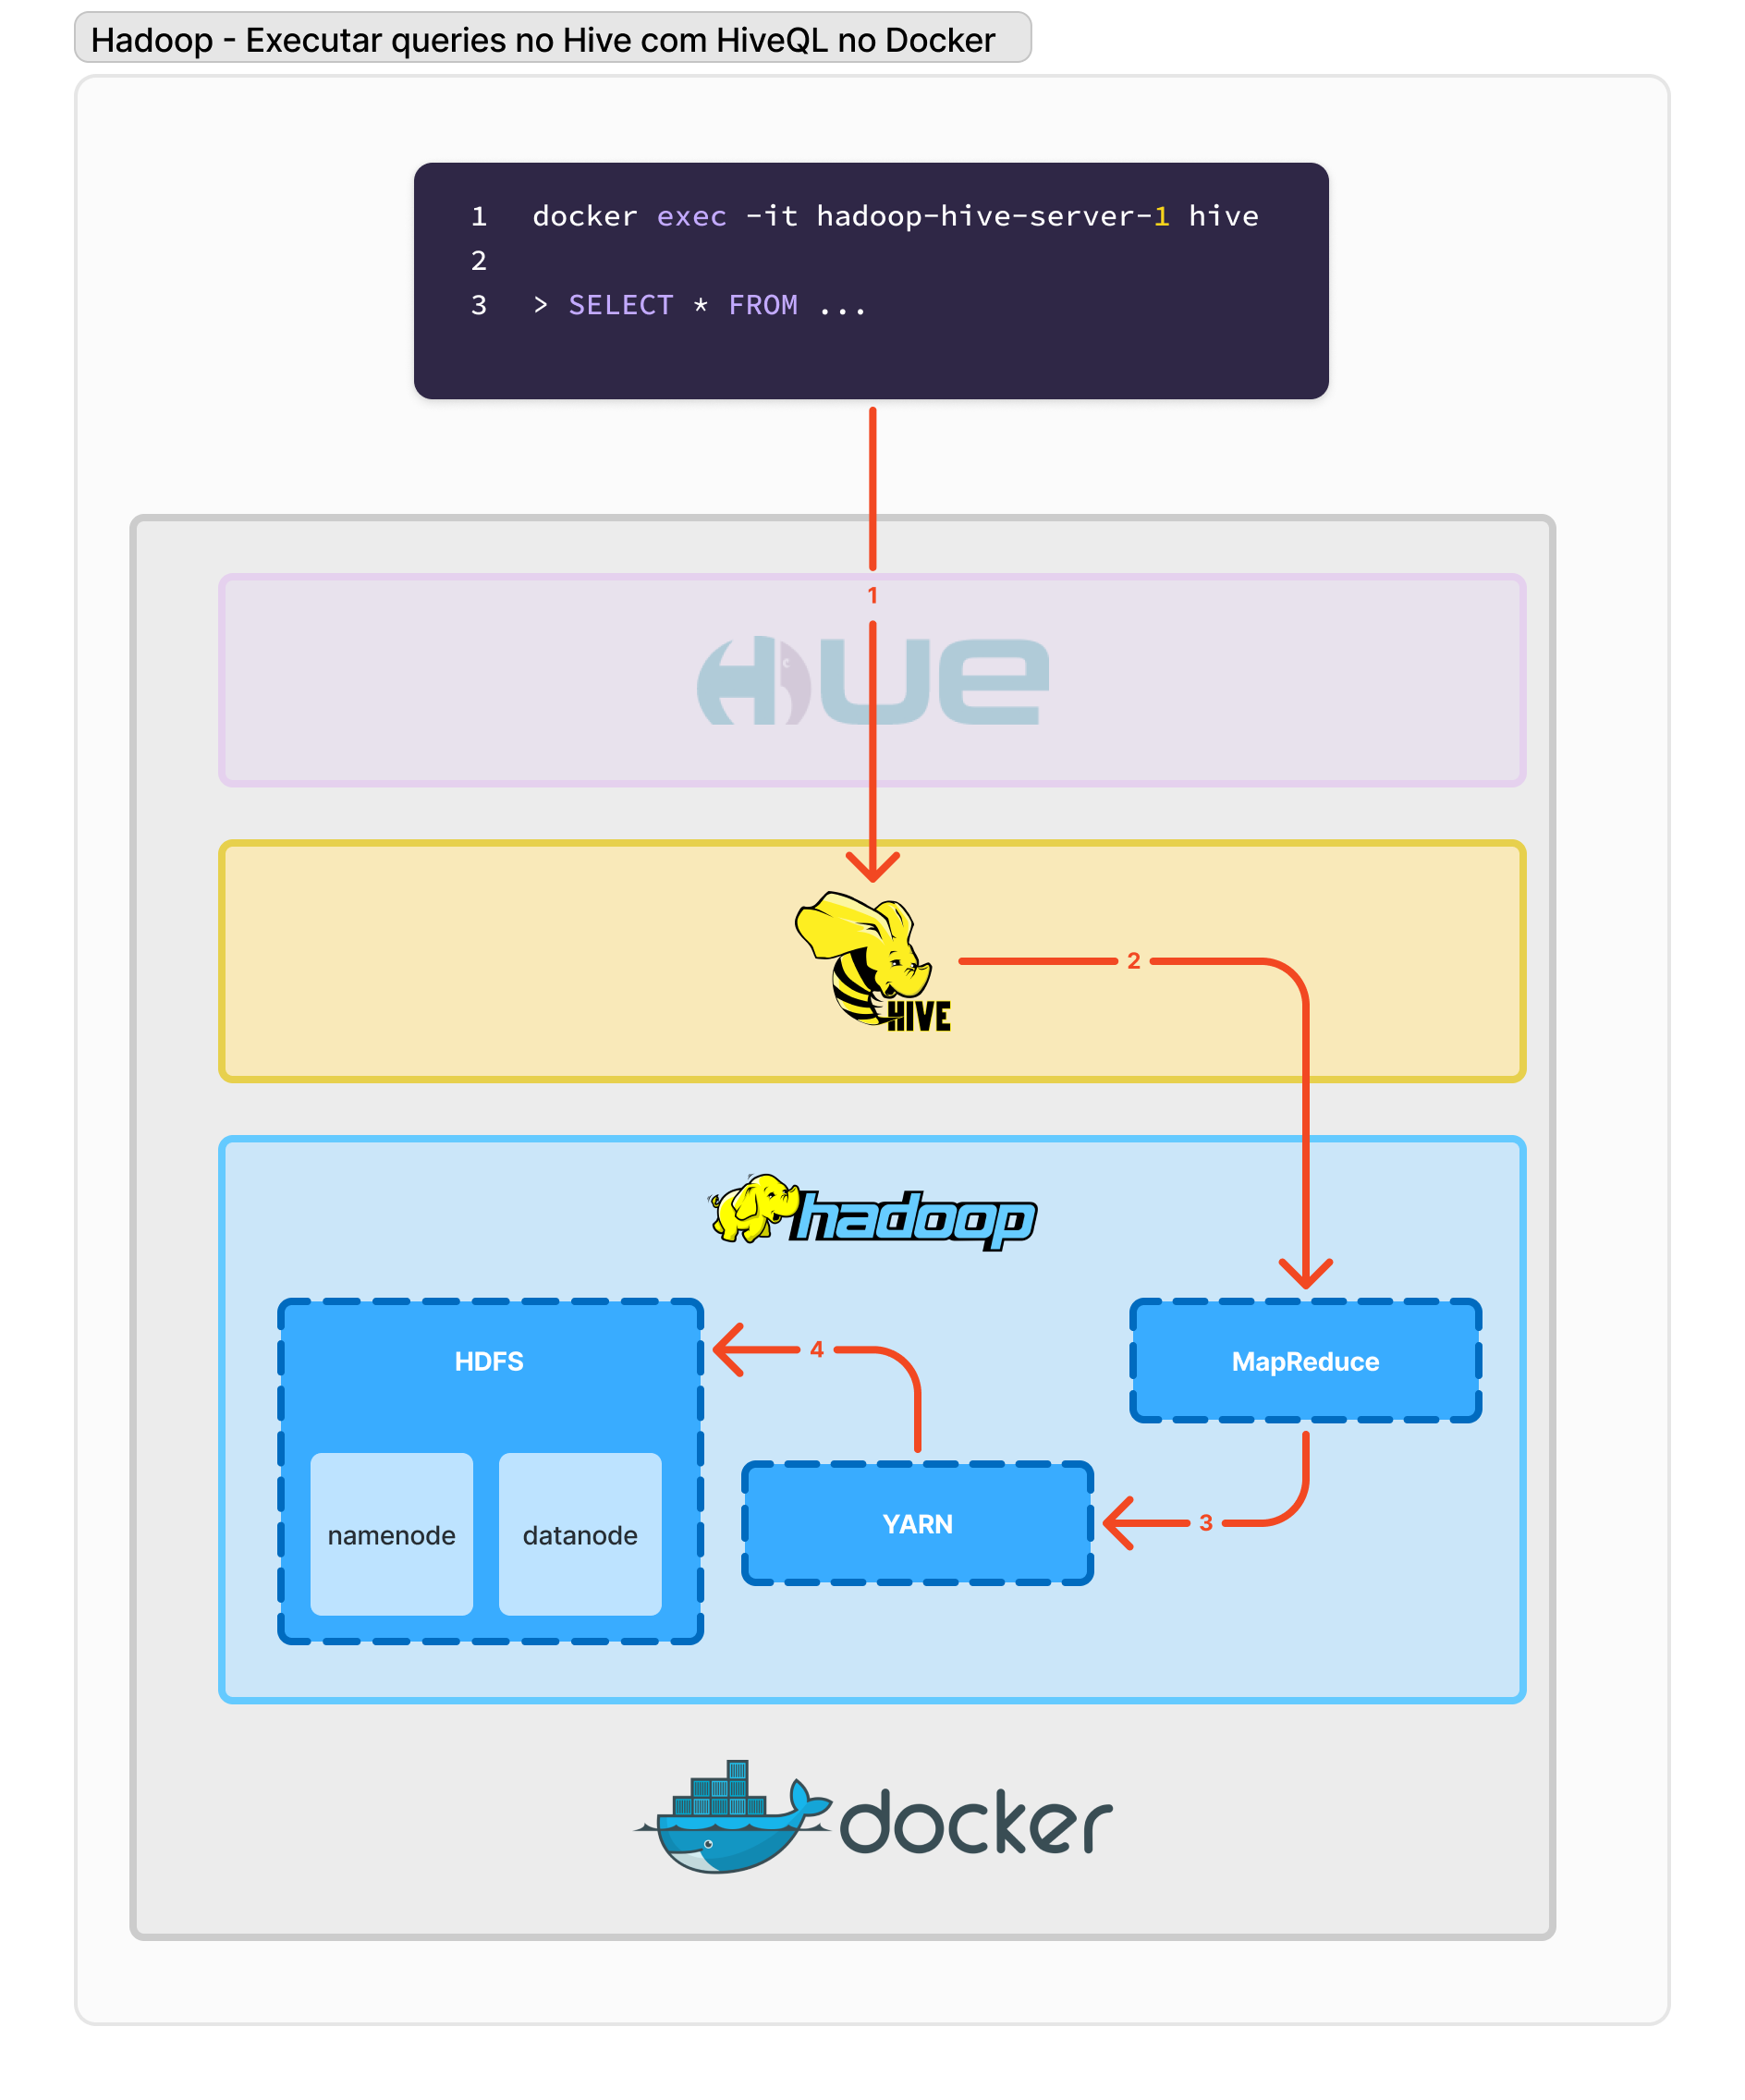 Hadoop - Executar queries no Hive com HiveQL no Docker
1 docker exec -it hadoop-hive-server-1 hive
2
3 > SELECT * FROM ...
1
HUE
HIVE
2
hadoop
HDFS
4
MapReduce
namenode
datanode
YARN
3
docker